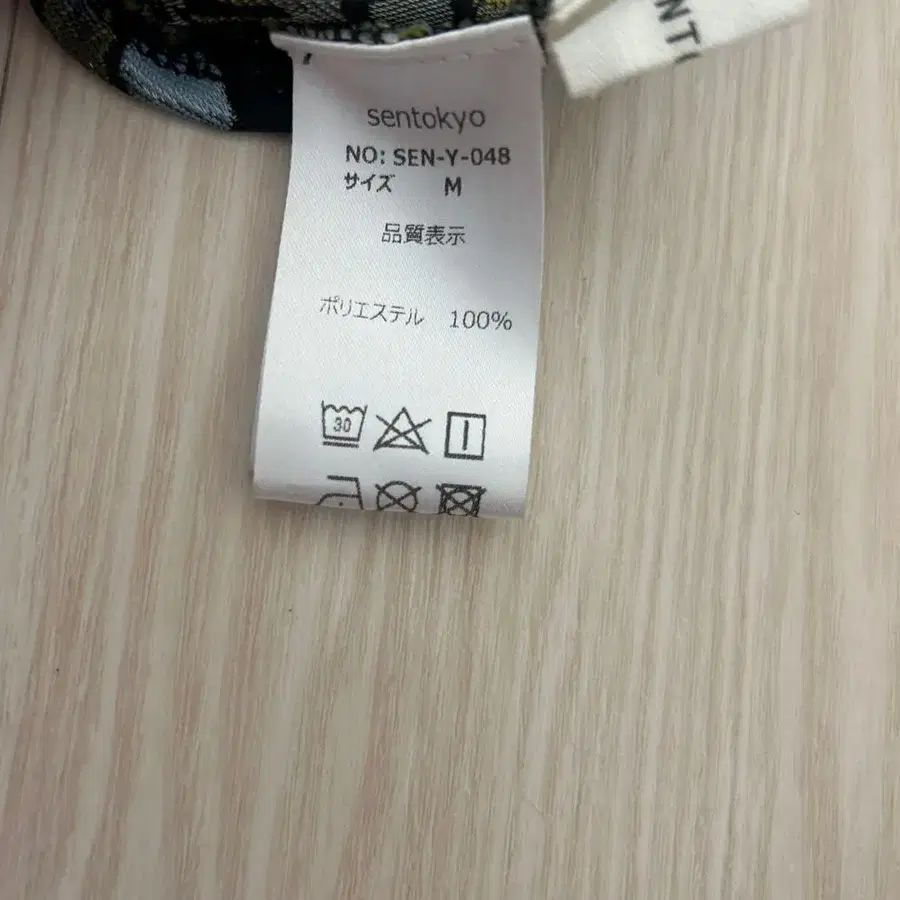 sentokyo
NO: SEN-Y-048
サイズ M
品質表示
ポリエステル 100%
30
NT